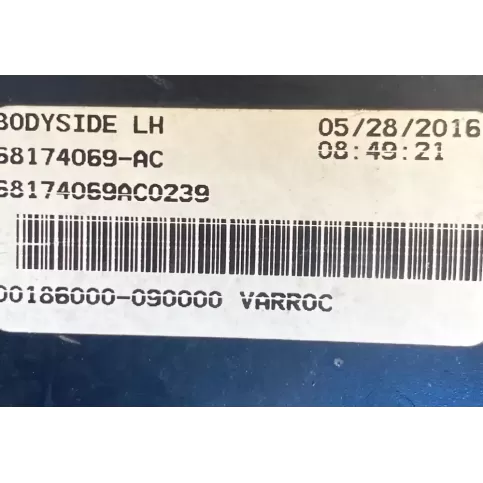 BODYSIDE LH 05/28/2016
68174069-AC 08:49:21
68174069AC0239
00186000-090000 VARROC